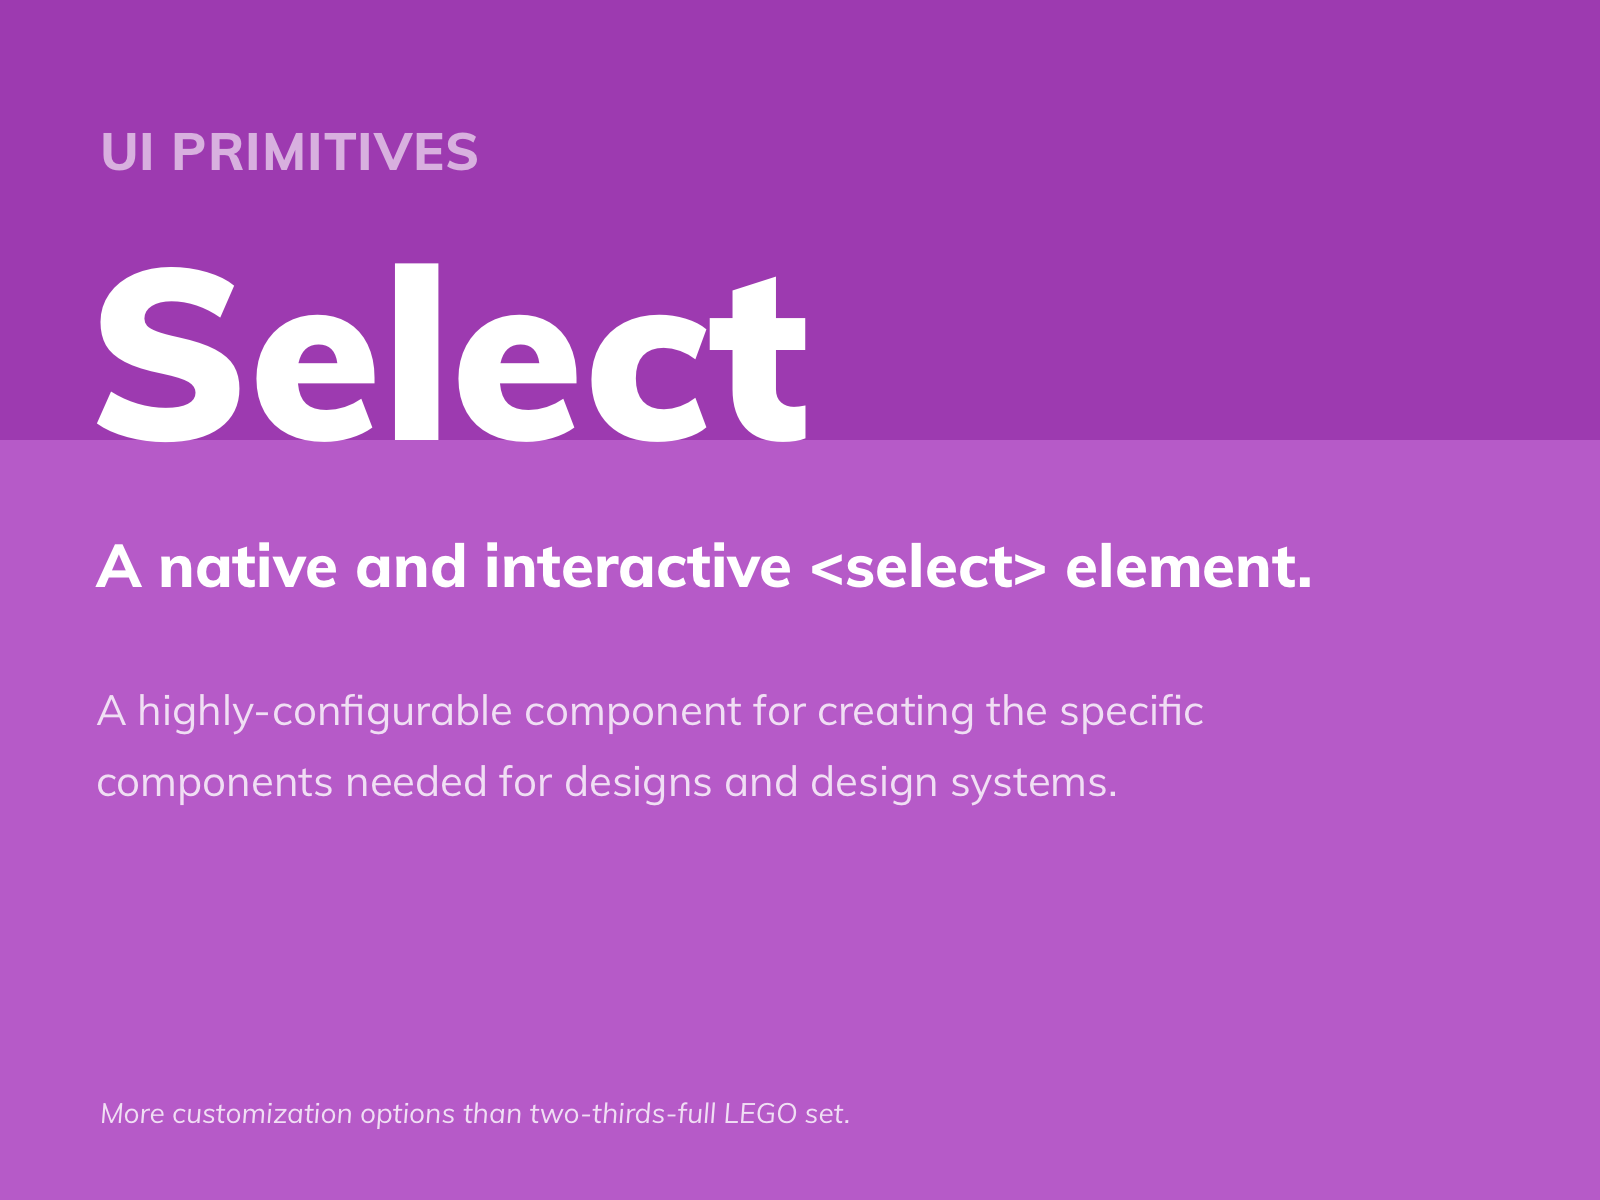 UI PRIMITIVES
Select
A native and interactive <select> element.
A highly-configurable component for creating the specific
components needed for designs and design systems.
More customization options than two-thirds-full LEGO set.